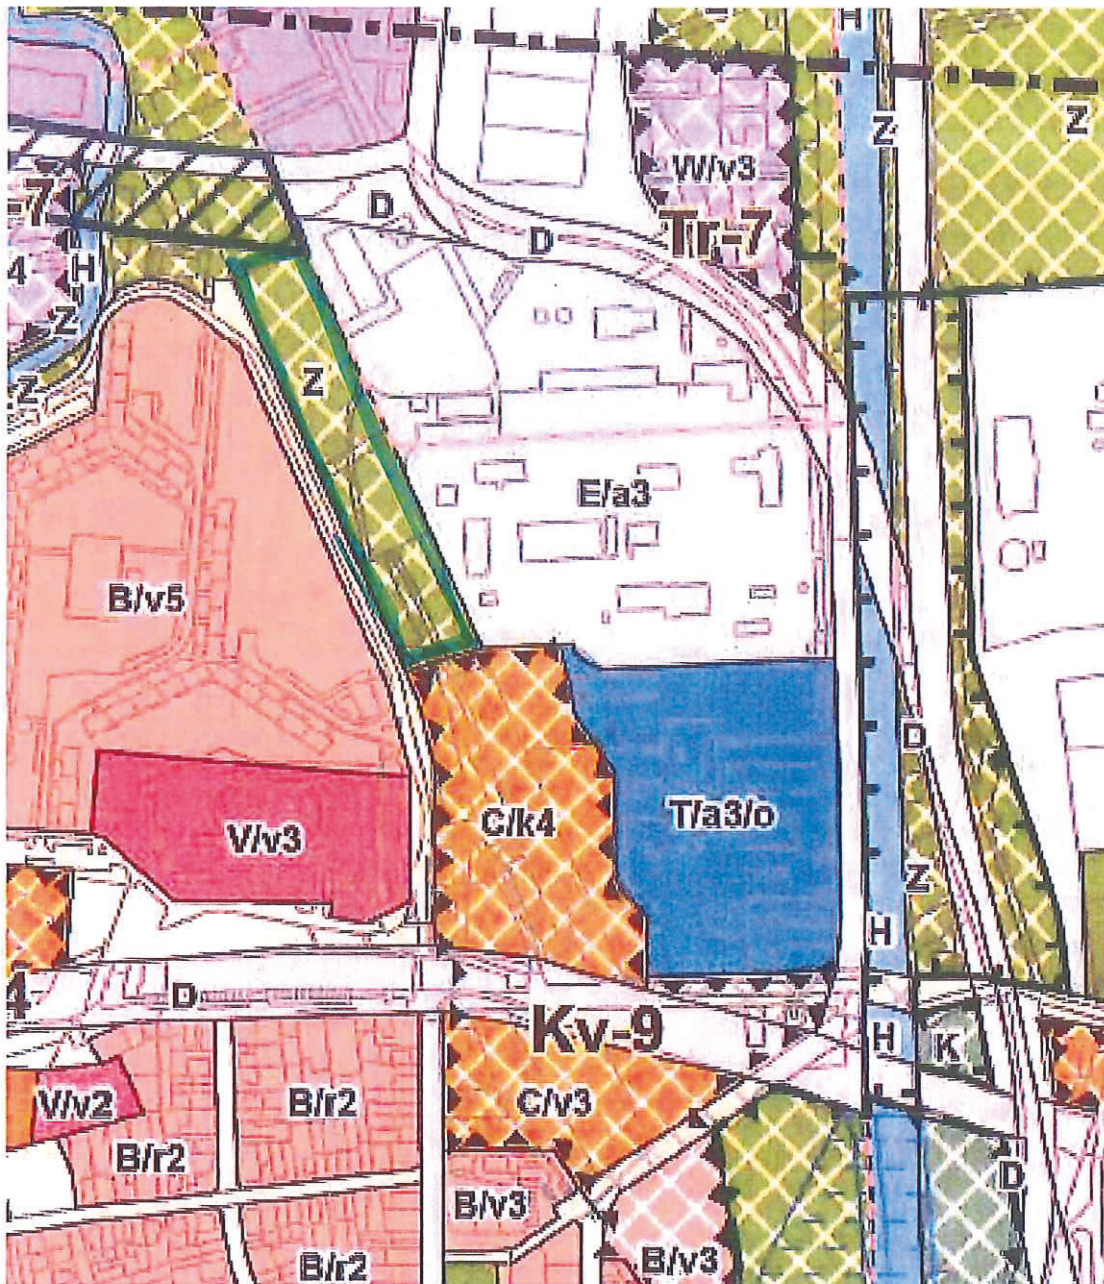 H
Z
Z
W/v3
-7
D
Tr-7
D
4
H
Z
Z
Z
E/a3
B/v5
D
C/k4
T/a3/o
V/v3
Z
H
4
D
Kv-9
H
K
V/v2
B/r2
C/v3
B/r2
D
B/v3
B/v3
B/r2